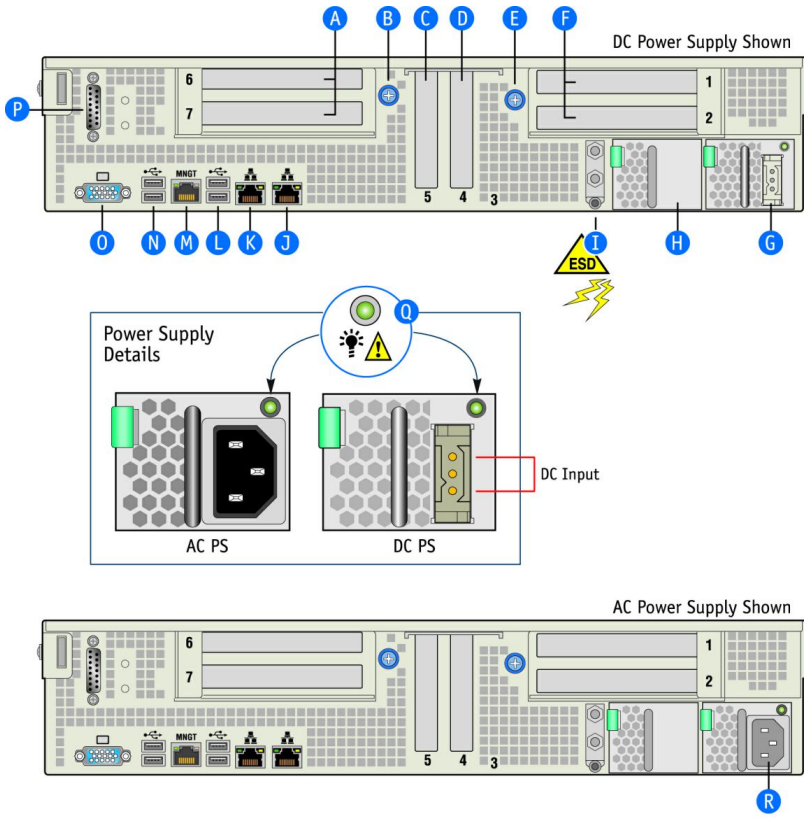 A
B
C
D
E
F
DC Power Supply Shown
P
6
7
1
2
MNGT
5
4
3
O
N
M
L
K
J
I
H
G
ESD
Q
Power Supply
Details
DC Input
AC PS
DC PS
AC Power Supply Shown
6
7
1
2
MNGT
5
4
3
R